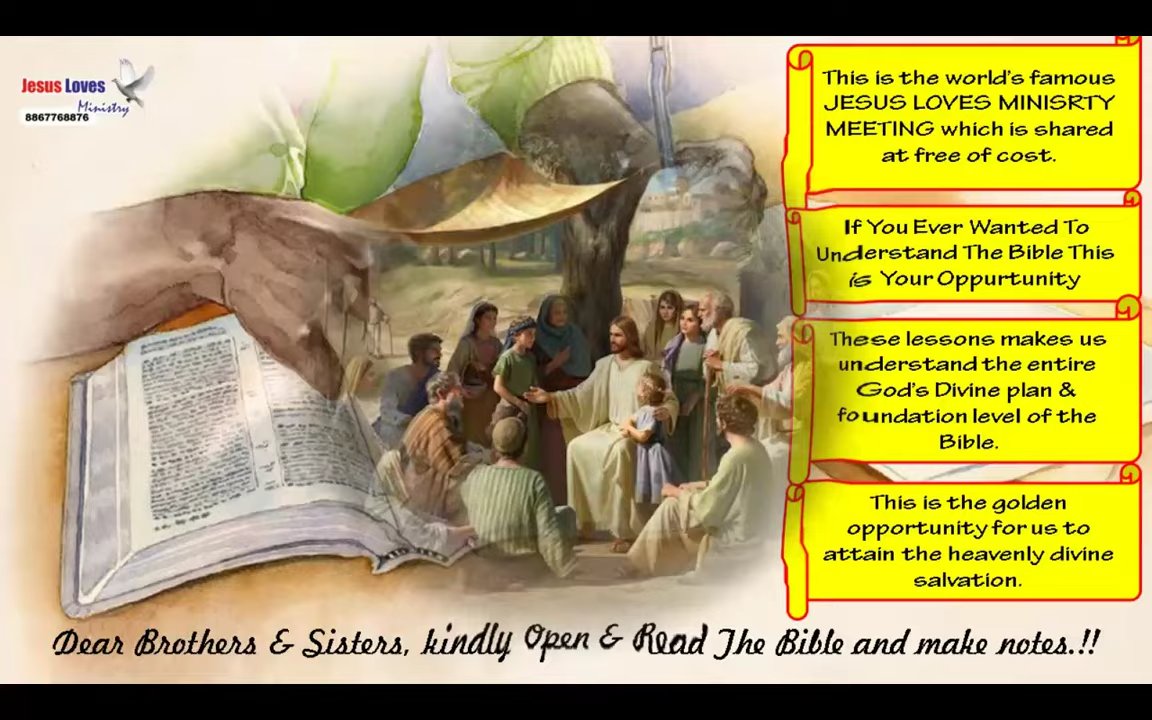 Jesus Loves
Ministry
8867768876
This is the world's famous
JESUS LOVES MINISRTY
MEETING which is shared
at free of cost.
If You Ever Wanted To
Understand The Bible This
is Your Oppurtunity
These lessons makes us
understand the entire
God's Divine plan &
foundation level of the
Bible.
This is the golden
opportunity for us to
attain the heavenly divine
salvation.
Dear Brothers & Sisters, kindly Open & Read The Bible and make notes.!!